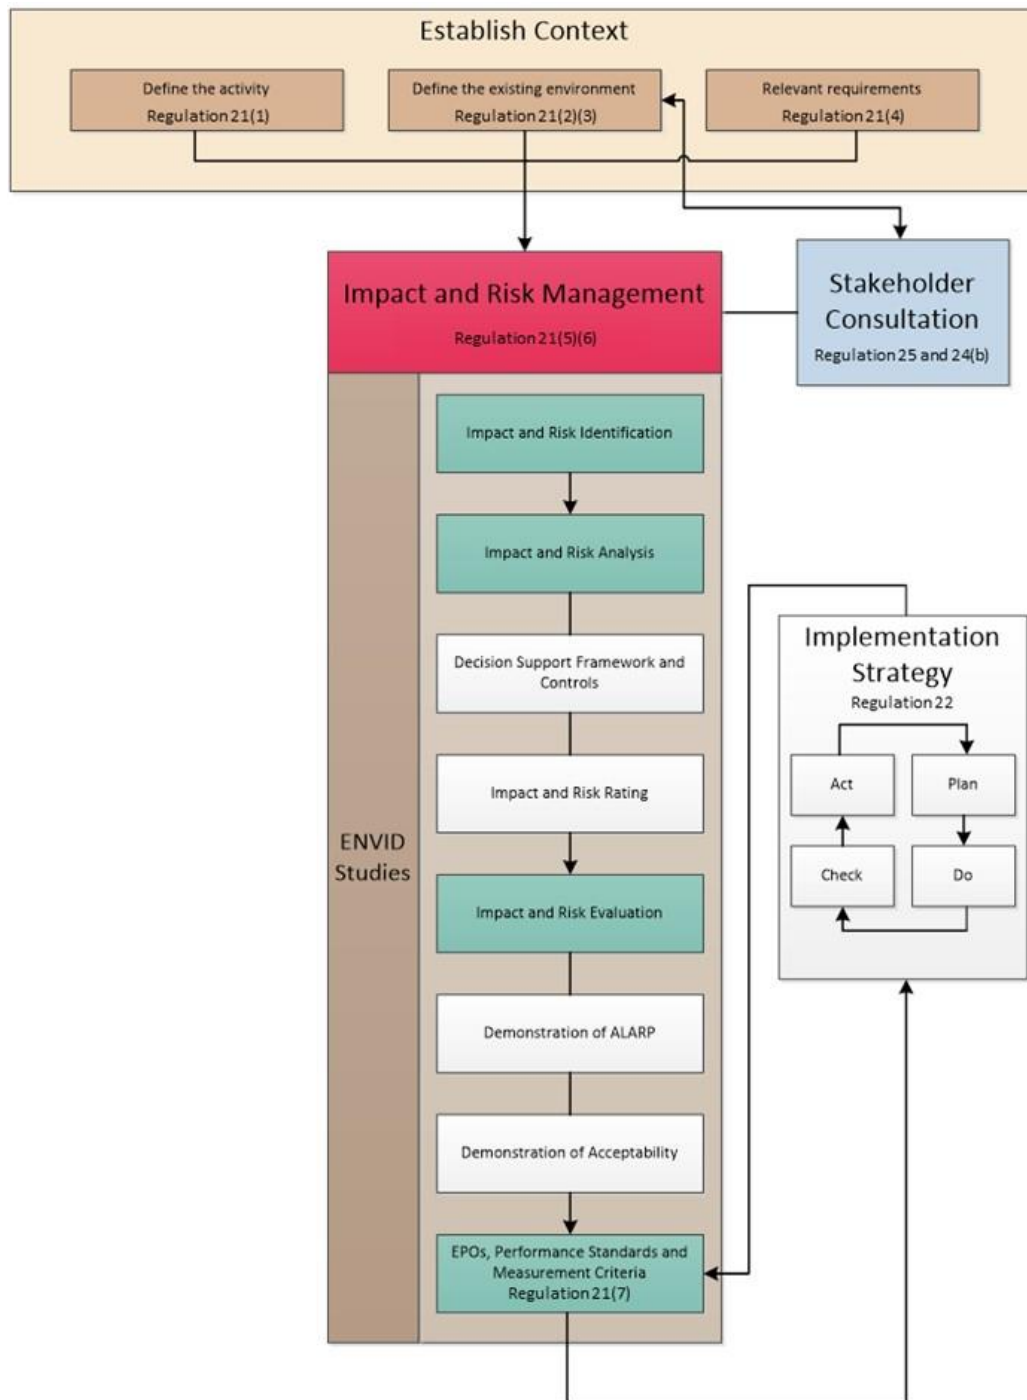 Establish Context
Define the activity
Regulation 21(1)
Define the existing environment
Regulation 21(2)(3)
Relevant requirements
Regulation 21(4)
Impact and Risk Management
Regulation 21(5)(6)
Stakeholder
Consultation
Regulation 25 and 24(b)
ENVID
Studies
Impact and Risk Identification
Impact and Risk Analysis
Decision Support Framework and
Controls
Impact and Risk Rating
Impact and Risk Evaluation
Demonstration of ALARP
Demonstration of Acceptability
EPOs, Performance Standards and
Measurement Criteria
Regulation 21(7)
Implementation
Strategy
Regulation 22
Act
Plan
Check
Do